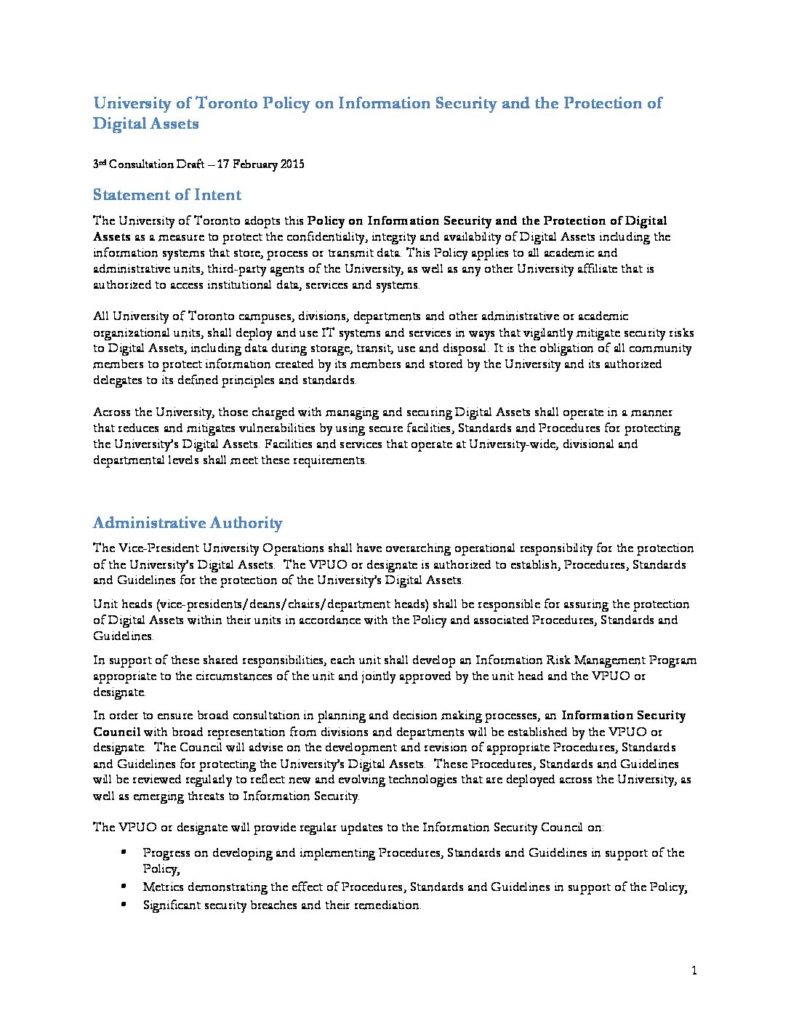 University of Toronto Policy on Information Security and the Protection of
Digital Assets
3rd Consultation Draft – 17 February 2015
Statement of Intent
The University of Toronto adopts this Policy on Information Security and the Protection of Digital
Assets as a measure to protect the confidentiality, integrity and availability of Digital Assets including the
information systems that store, process or transmit data. This Policy applies to all academic and
administrative units, third-party agents of the University, as well as any other University affiliate that is
authorized to access institutional data, services and systems.
All University of Toronto campuses, divisions, departments and other administrative or academic
organizational units, shall deploy and use IT systems and services in ways that vigilantly mitigate security risks
to Digital Assets, including data during storage, transit, use and disposal. It is the obligation of all community
members to protect information created by its members and stored by the University and its authorized
delegates to its defined principles and standards.
Across the University, those charged with managing and securing Digital Assets shall operate in a manner
that reduces and mitigates vulnerabilities by using secure facilities, Standards and Procedures for protecting
the University's Digital Assets. Facilities and services that operate at University-wide, divisional and
departmental levels shall meet these requirements.
Administrative Authority
The Vice-President University Operations shall have overarching operational responsibility for the protection
of the University's Digital Assets. The VPUO or designate is authorized to establish, Procedures, Standards
and Guidelines for the protection of the University's Digital Assets.
Unit heads (vice-presidents/deans/chairs/department heads) shall be responsible for assuring the protection
of Digital Assets within their units in accordance with the Policy and associated Procedures, Standards and
Guidelines.
In support of these shared responsibilities, each unit shall develop an Information Risk Management Program
appropriate to the circumstances of the unit and jointly approved by the unit head and the VPUO or
designate.
In order to ensure broad consultation in planning and decision making processes, an Information Security
Council with broad representation from divisions and departments will be established by the VPUO or
designate. The Council will advise on the development and revision of appropriate Procedures, Standards
and Guidelines for protecting the University's Digital Assets. These Procedures, Standards and Guidelines
will be reviewed regularly to reflect new and evolving technologies that are deployed across the University, as
well as emerging threats to Information Security.
The VPUO or designate will provide regular updates to the Information Security Council on:
▪ Progress on developing and implementing Procedures, Standards and Guidelines in support of the
Policy,
▪ Metrics demonstrating the effect of Procedures, Standards and Guidelines in support of the Policy,
▪ Significant security breaches and their remediation.
1